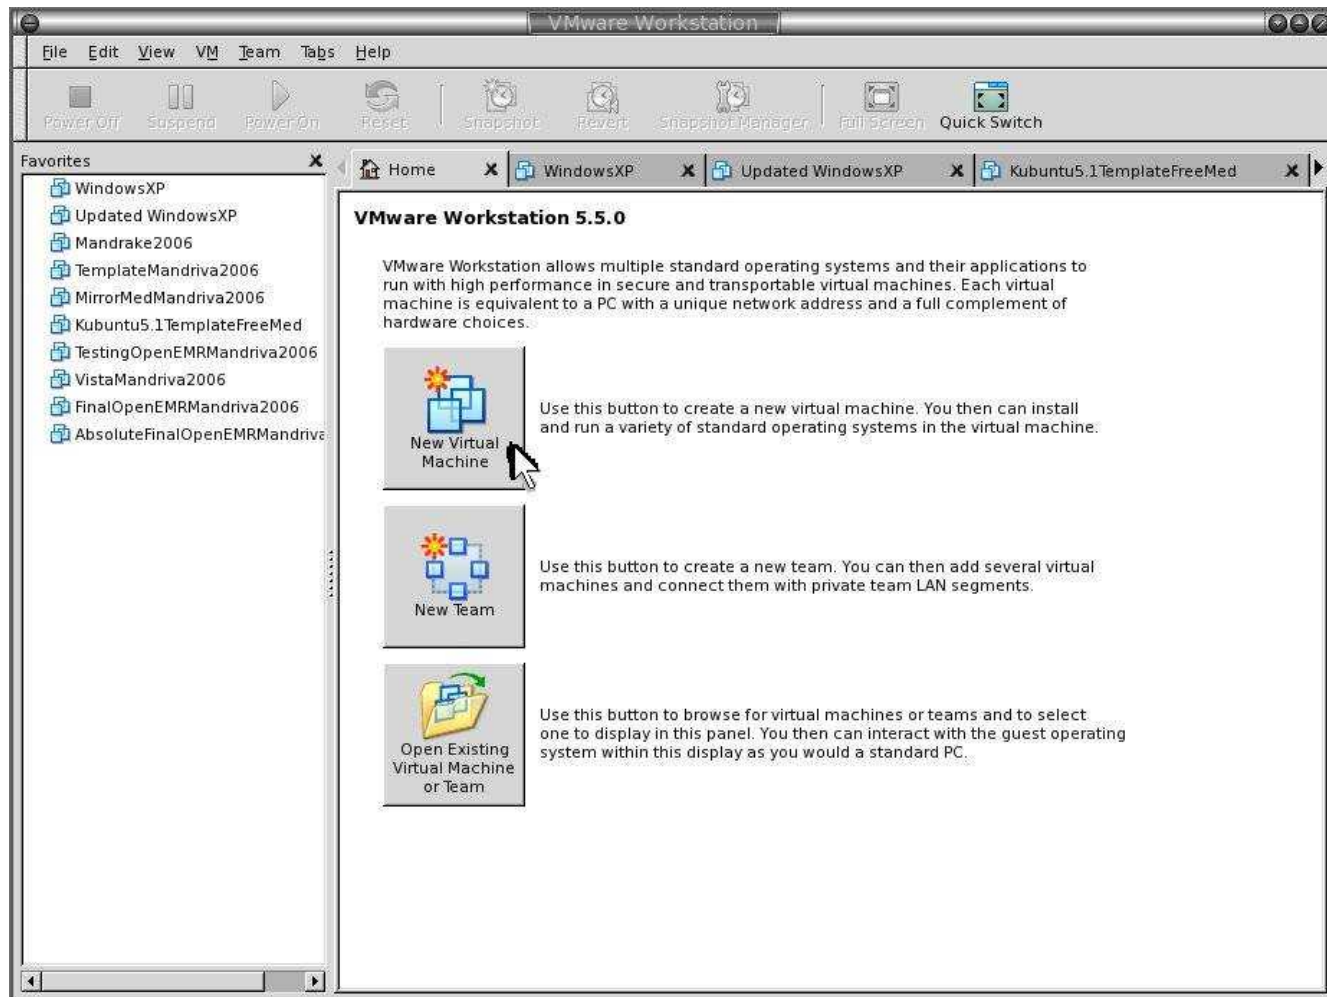 VMware Workstation
File Edit View VM Team Tabs Help
Power Off Suspend Power On Reset Snapshot Revert Snapshot Manager Full Screen Quick Switch
Favorites
WindowsXP
Updated WindowsXP
Mandrake2006
TemplateMandriva2006
MirrorMedMandriva2006
Kubuntu5.1TemplateFreeMed
TestingOpenEMRMandriva2006
VistaMandriva2006
FinalOpenEMRMandriva2006
AbsoluteFinalOpenEMRMandriva
Home WindowsXP Updated WindowsXP Kubuntu5.1TemplateFreeMed
VMware Workstation 5.5.0
VMware Workstation allows multiple standard operating systems and their applications to
run with high performance in secure and transportable virtual machines. Each virtual
machine is equivalent to a PC with a unique network address and a full complement of
hardware choices.
New Virtual
Machine
Use this button to create a new virtual machine. You then can install
and run a variety of standard operating systems in the virtual machine.
New Team
Use this button to create a new team. You can then add several virtual
machines and connect them with private team LAN segments.
Open Existing
Virtual Machine
or Team
Use this button to browse for virtual machines or teams and to select
one to display in this panel. You then can interact with the guest operating
system within this display as you would a standard PC.